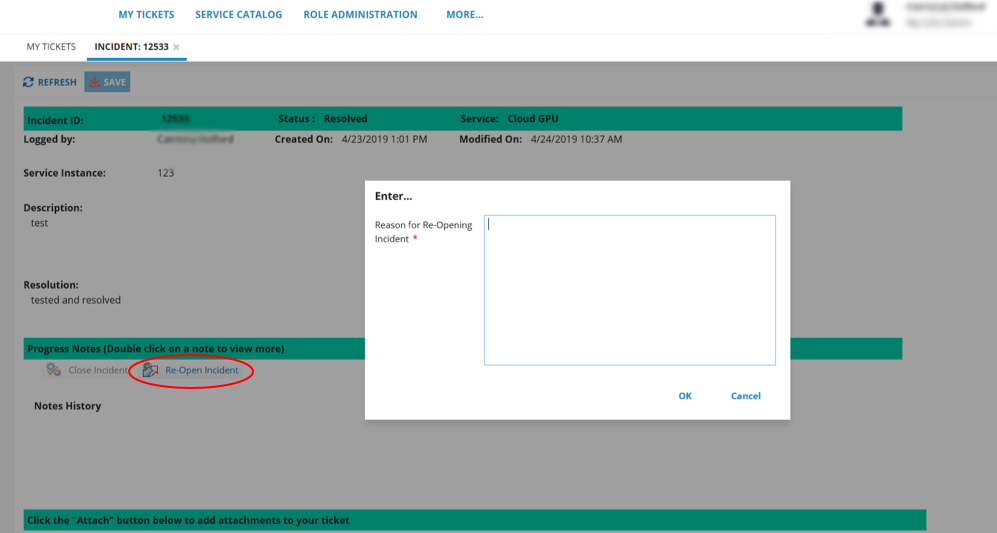 MY TICKETS SERVICE CATALOG ROLE ADMINISTRATION MORE...
MY TICKETS INCIDENT: 12533 ×
REFRESH SAVE
Incident ID: Status : Resolved Service: Cloud GPU
Logged by: Created On: 4/23/2019 1:01 PM Modified On: 4/24/2019 10:37 AM
Service Instance: 123
Description:
test
Resolution:
tested and resolved
Progress Notes (Double click on a note to view more)
Close Incident Re-Open Incident
Notes History
Click the "Attach" button below to add attachments to your ticket
Enter...
Reason for Re-Opening
Incident *
OK Cancel